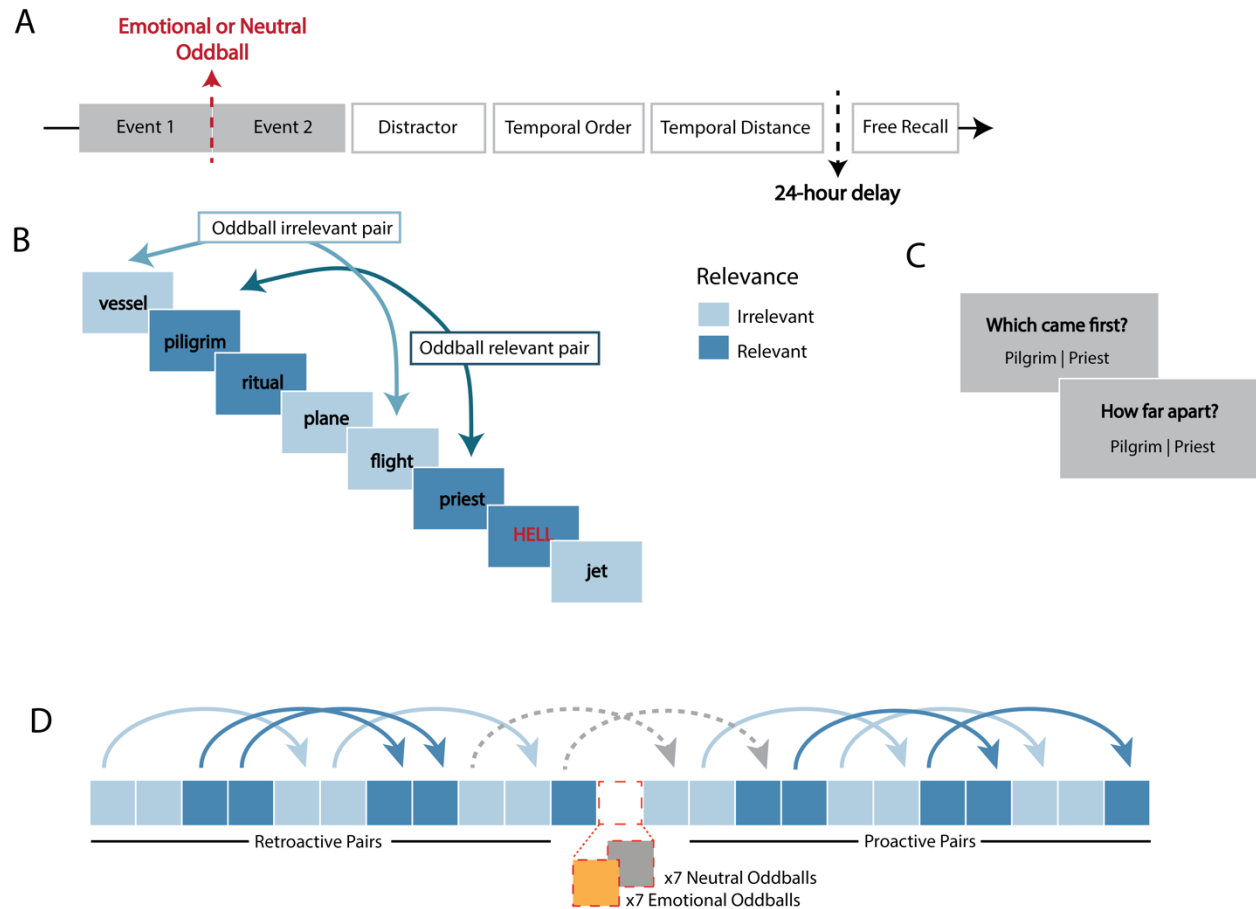 A
Emotional or Neutral
Oddball
Event 1
Event 2
Distractor
Temporal Order
Temporal Distance
Free Recall
24-hour delay
B
Oddball irrelevant pair
vessel
piligrim
ritual
plane
flight
priest
HELL
jet
Oddball relevant pair
Relevance
Irrelevant
Relevant
C
Which came first?
Pilgrim | Priest
How far apart?
Pilgrim | Priest
D
Retroactive Pairs
Proactive Pairs
x7 Neutral Oddballs
x7 Emotional Oddballs